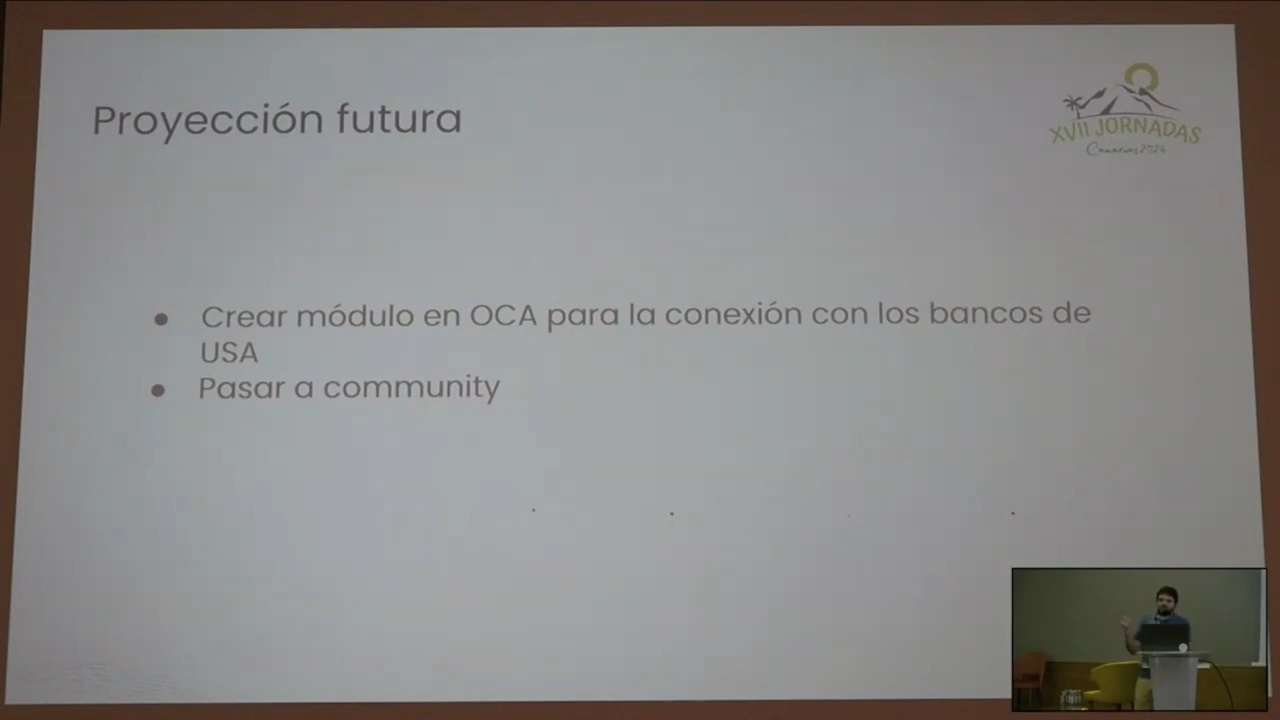 Proyección futura
XVII JORNADAS
Canarias 2024
● Crear módulo en OCA para la conexión con los bancos de
USA
● Pasar a community